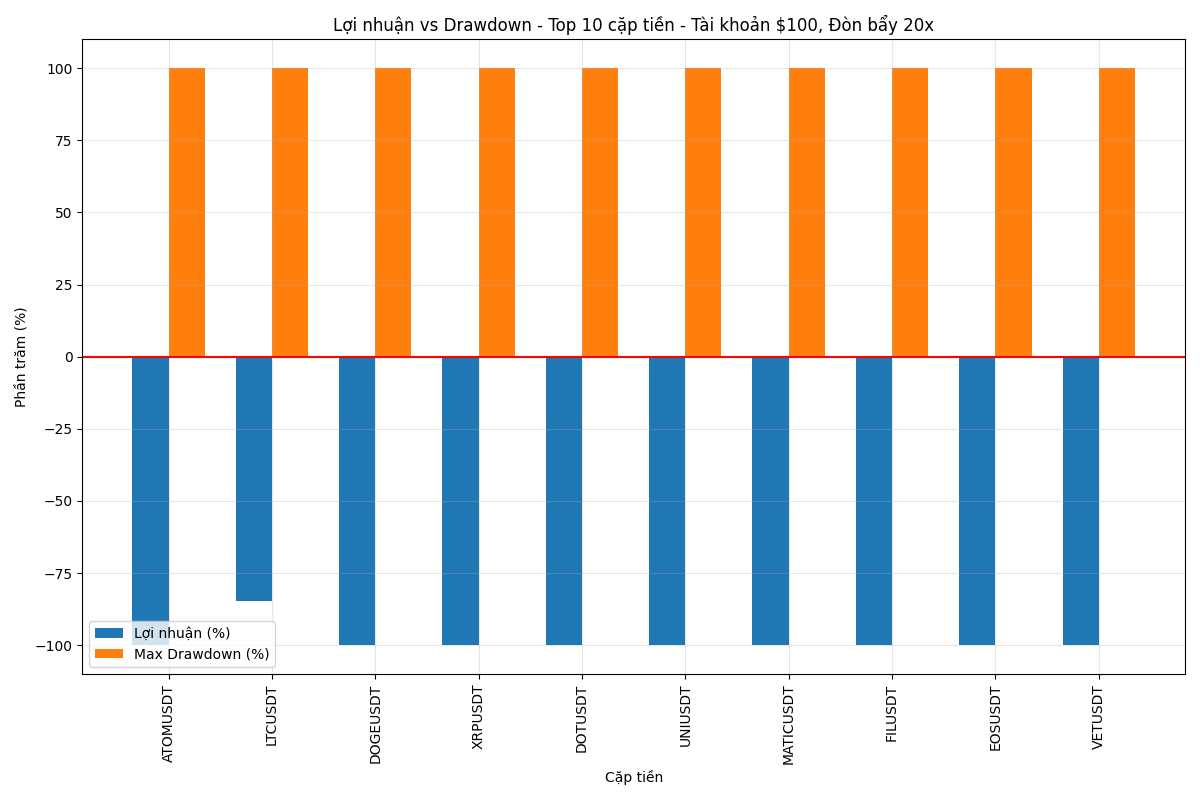 Lợi nhuận vs Drawdown - Top 10 cặp tiền - Tài khoản $100, Đòn bẩy 20x
100
75
50
25
0
−25
−50
−75
−100
Phần trăm (%)
Lợi nhuận (%)
Max Drawdown (%)
ATOMUSDT
LTCUSDT
DOGEUSDT
XRPUSDT
DOTUSDT
UNIUSDT
MATICUSDT
FILUSDT
EOSUSDT
VETUSDT
Cặp tiền